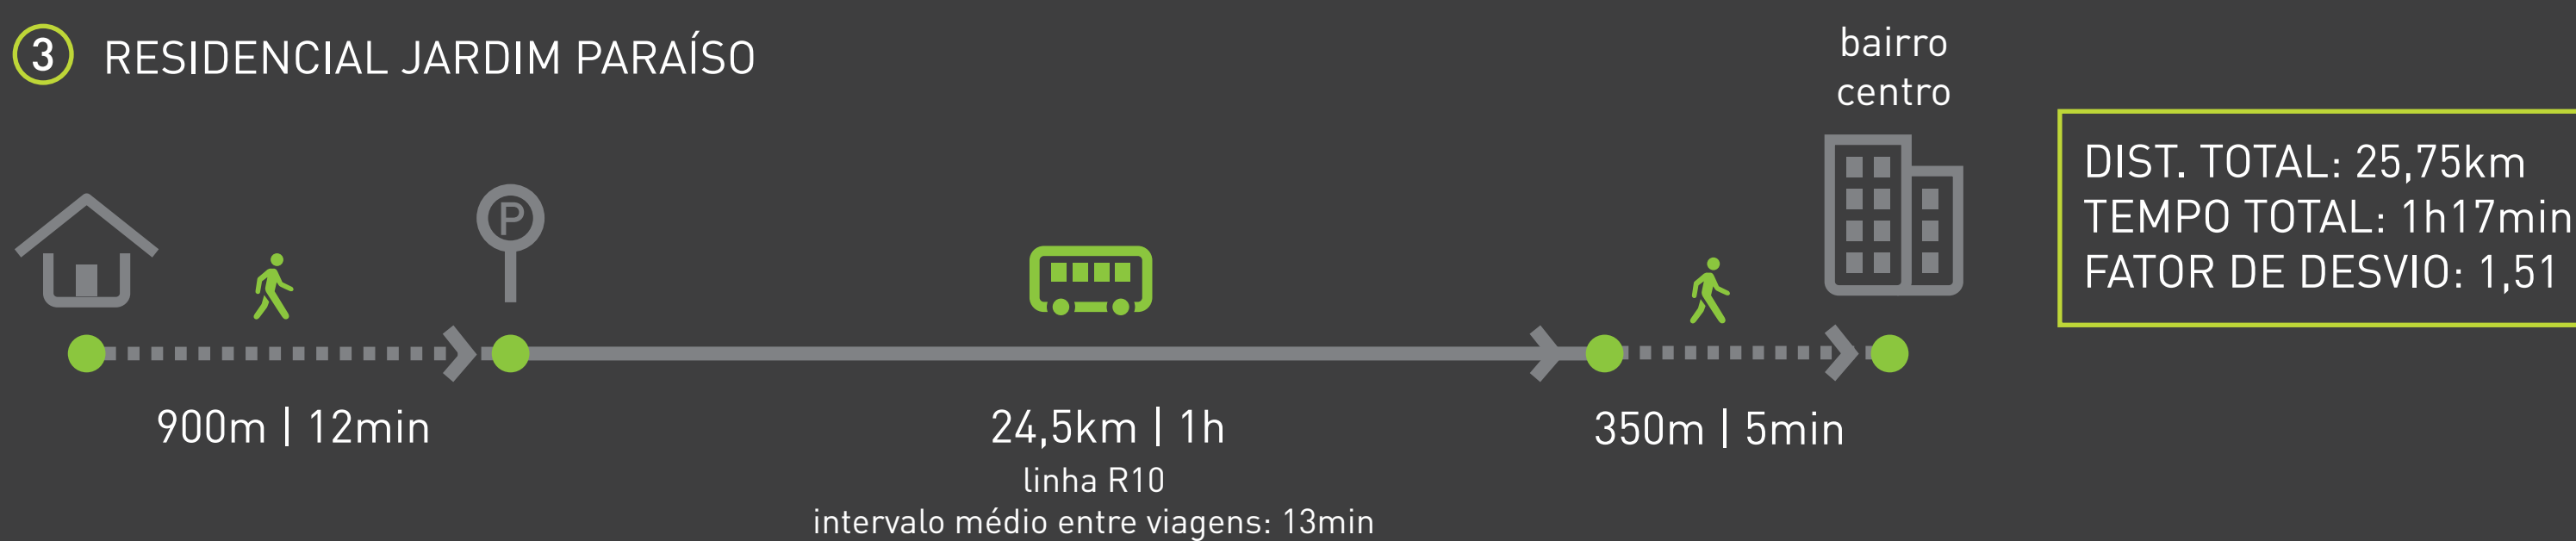 3 RESIDENCIAL JARDIM PARAÍSO
bairro
centro
P
DIST. TOTAL: 25,75km
TEMPO TOTAL: 1h17min
FATOR DE DESVIO: 1,51
900m | 12min
24,5km | 1h
350m | 5min
linha R10
intervalo médio entre viagens: 13min